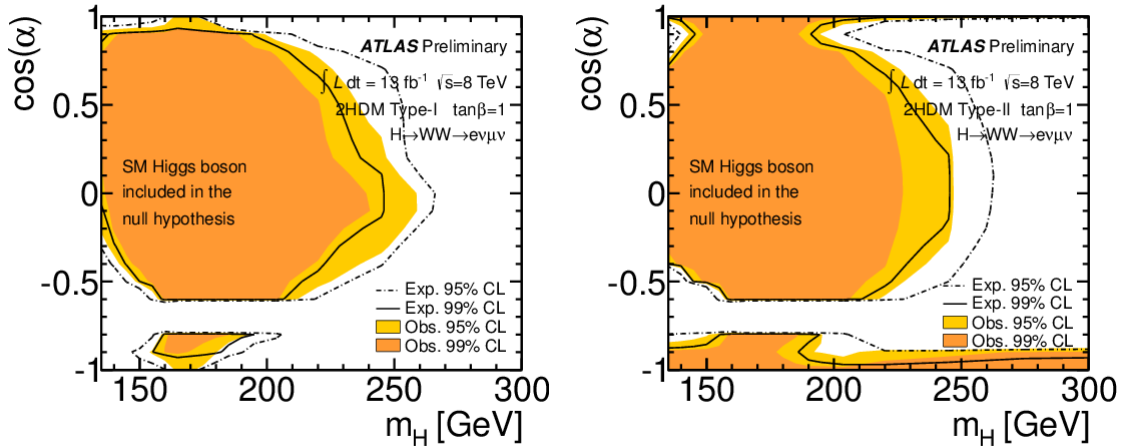 cos(α)
1
0.5
0
-0.5
-1
ATLAS Preliminary
∫ L dt = 13 fb⁻¹ √s=8 TeV
2HDM Type-I tanβ=1
H→WW→eνμν
SM Higgs boson
included in the
null hypothesis
Exp. 95% CL
Exp. 99% CL
Obs. 95% CL
Obs. 99% CL
150 200 250 300
m_H [GeV]
cos(α)
1
0.5
0
-0.5
-1
ATLAS Preliminary
∫ L dt = 13 fb⁻¹ √s=8 TeV
2HDM Type-II tanβ=1
H→WW→eνμν
SM Higgs boson
included in the
null hypothesis
Exp. 95% CL
Exp. 99% CL
Obs. 95% CL
Obs. 99% CL
150 200 250 300
m_H [GeV]